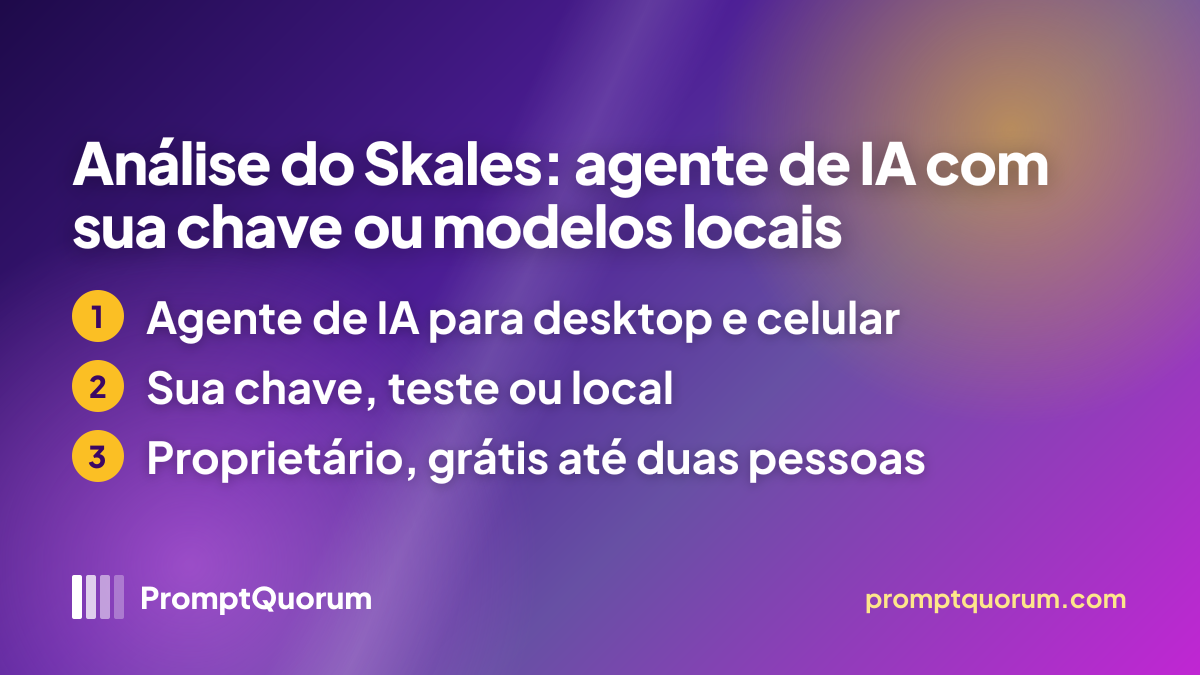 Análise do Skales: agente de IA com
sua chave ou modelos locais
1 Agente de IA para desktop e celular
2 Sua chave, teste ou local
3 Proprietário, grátis até duas pessoas
PromptQuorum
promptquorum.com